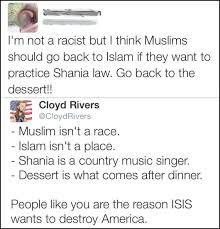 I'm not a racist but I think Muslims
should go back to Islam if they want to
practice Shania law. Go back to the
dessert!!
Cloyd Rivers
@CloydRivers
- Muslim isn't a race.
- Islam isn't a place.
- Shania is a country music singer.
- Dessert is what comes after dinner.
People like you are the reason ISIS
wants to destroy America.